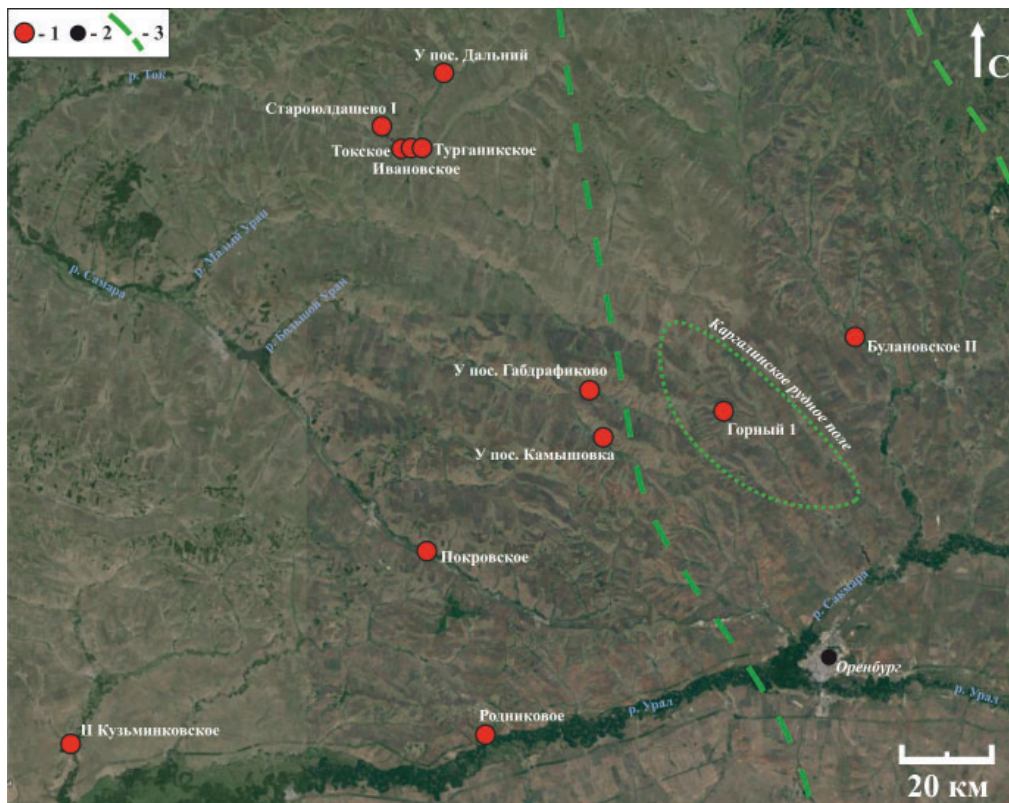 - 1 - 2 - 3
С
У пос. Дальний
р. Ток
Староюлдашево I
Токское
Турганикское
Ивановское
р. Малый Уран
р. Самара
р. Большой Уран
Каргалинское рудное поле
Булановское II
У пос. Габдрафиково
Горный 1
У пос. Камышовка
Покровское
р. Сакмара
Оренбург
р. Урал
р. Урал
Родниковое
II Кузьминковское
20 км